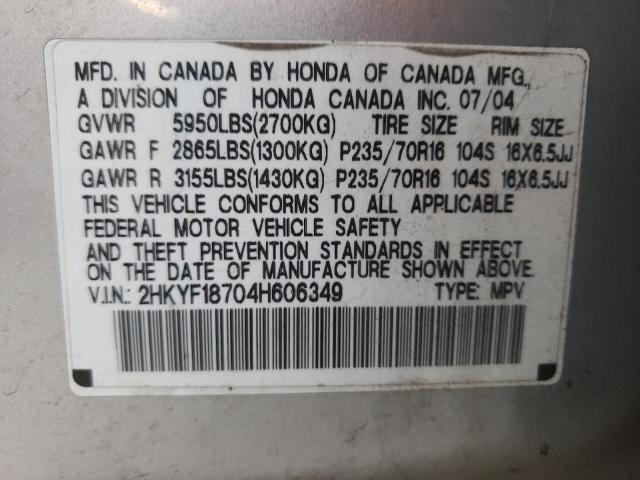 MFD. IN CANADA BY HONDA OF CANADA MFG.,
A DIVISION OF HONDA CANADA INC. 07/04
GVWR 5950LBS(2700KG) TIRE SIZE RIM SIZE
GAWR F 2865LBS(1300KG) P235/70R16 104S 16X6.5JJ
GAWR R 3155LBS(1430KG) P235/70R16 104S 16X6.5JJ
THIS VEHICLE CONFORMS TO ALL APPLICABLE
FEDERAL MOTOR VEHICLE SAFETY
AND THEFT PREVENTION STANDARDS IN EFFECT
ON THE DATE OF MANUFACTURE SHOWN ABOVE.
V.I.N.: 2HKYF18704H606349 TYPE: MPV